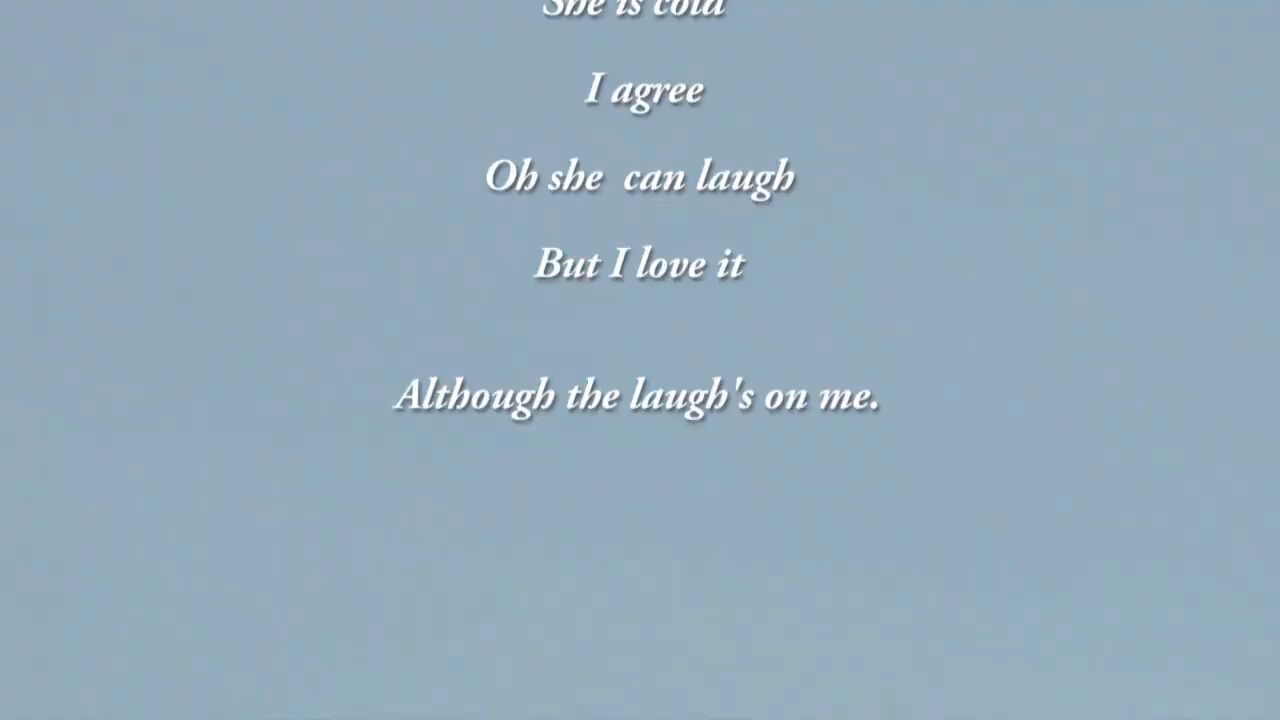 She is cold
I agree
Oh she  can laugh
But I love it
Although the laugh's on me.